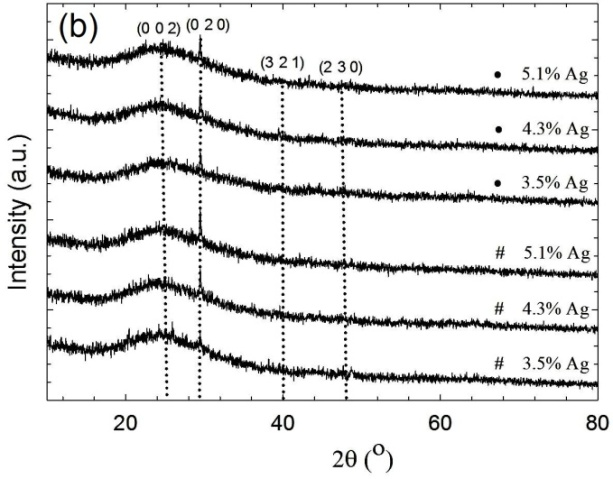 (b)
(0 0 2)
(0 2 0)
(3 2 1)
(2 3 0)
• 5.1% Ag
• 4.3% Ag
• 3.5% Ag
# 5.1% Ag
# 4.3% Ag
# 3.5% Ag
Intensity (a.u.)
20 40 60 80
2θ (°)